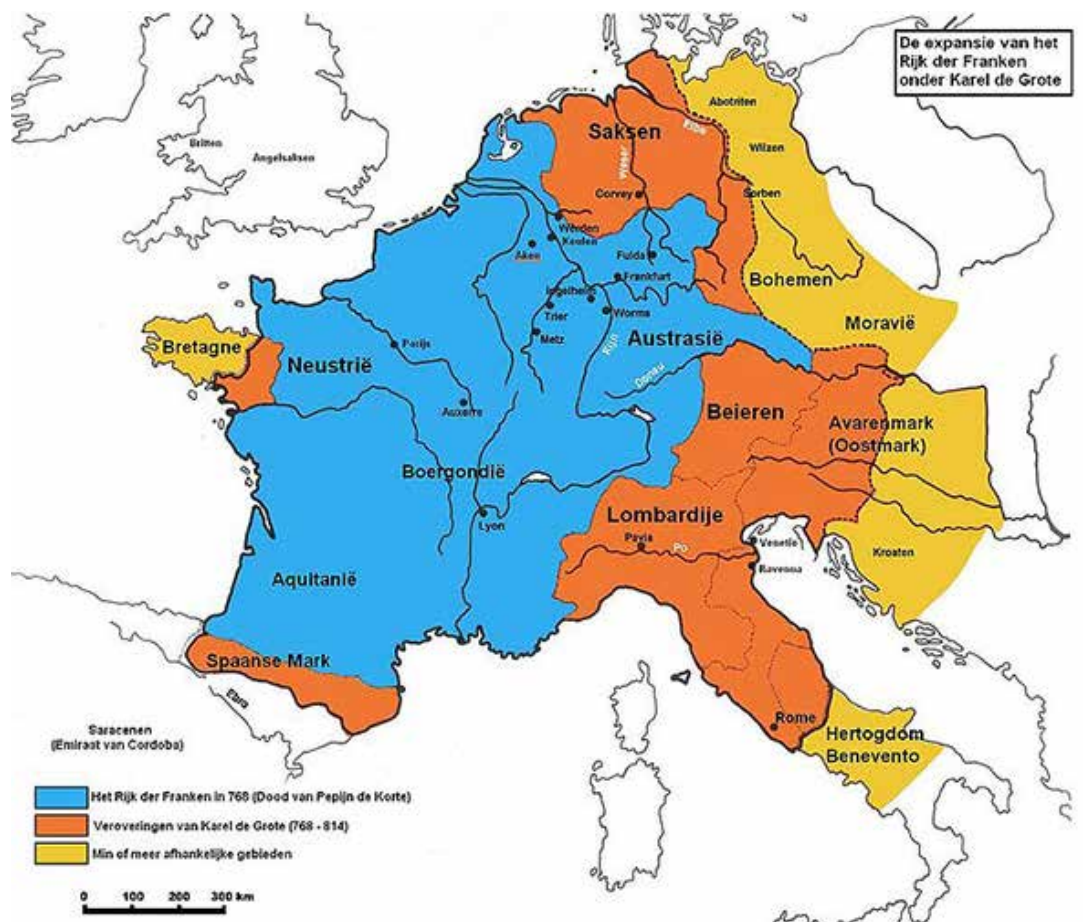 De expansie van het
Rijk der Franken
onder Karel de Grote
Abotriten
Saksen
Elbe
Britten
Angelsaksen
Wilzen
Weser
Corvey
Sorben
Werden
Keulen
Aken
Fulda
Frankfurt
Ingelheim
Bohemen
Trier
Worms
Metz
Moravië
Bretagne
Neustrië
Parijs
Rijn
Austrasië
Donau
Auxerre
Beieren
Avarenmark
(Oostmark)
Boergondië
Lyon
Lombardije
Pavia
Po
Venetie
Ravenna
Kroaten
Aquitanië
Spaanse Mark
Ebro
Rome
Saracenen
(Emiraat van Cordoba)
Hertogdom
Benevento
Het Rijk der Franken in 768 (Dood van Pepijn de Korte)
Veroveringen van Karel de Grote (768 - 814)
Min of meer afhankelijke gebieden
0 100 200 300 km